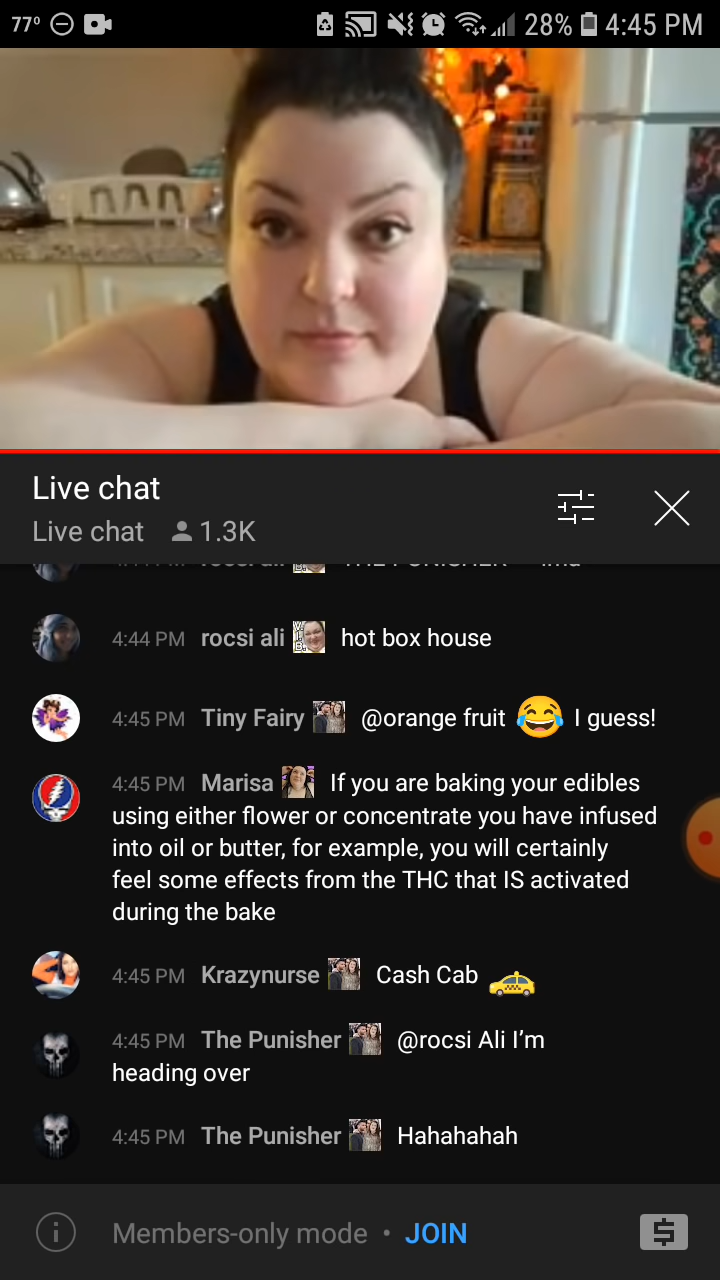 77° 28% 4:45 PM
Live chat
Live chat 1.3K
4:44 PM rocsi ali hot box house
4:45 PM Tiny Fairy @orange fruit 😂 I guess!
4:45 PM Marisa If you are baking your edibles
using either flower or concentrate you have infused
into oil or butter, for example, you will certainly
feel some effects from the THC that IS activated
during the bake
4:45 PM Krazynurse Cash Cab 🚕
4:45 PM The Punisher @rocsi Ali I’m
heading over
4:45 PM The Punisher Hahahahah
Members-only mode • JOIN